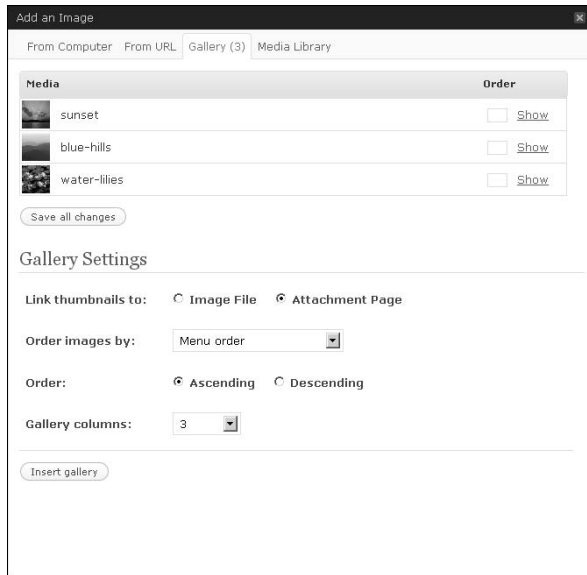 Add an Image
From Computer From URL Gallery (3) Media Library
Media Order
sunset Show
blue-hills Show
water-lilies Show
Save all changes
Gallery Settings
Link thumbnails to: Image File Attachment Page
Order images by: Menu order
Order: Ascending Descending
Gallery columns: 3
Insert gallery